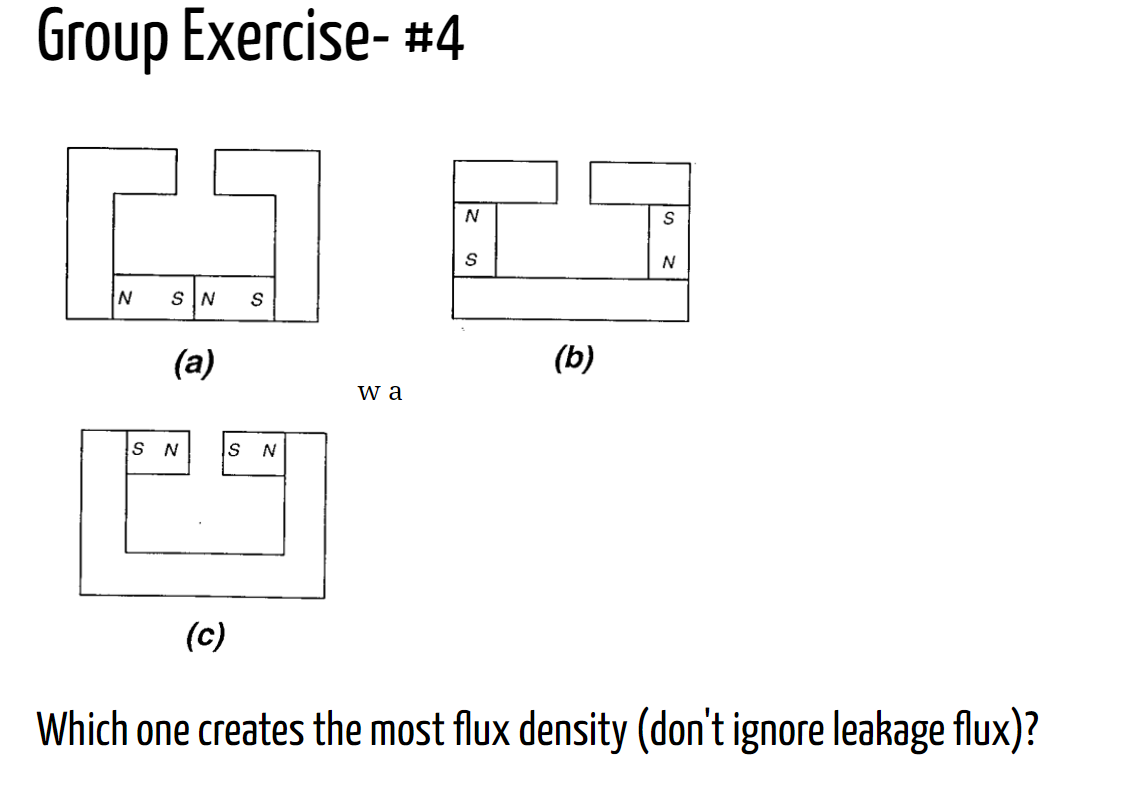 Group Exercise- #4
N S N S
N S
S N
(a) (b)
w a
S N S N
(c)
Which one creates the most flux density (don't ignore leakage flux)?